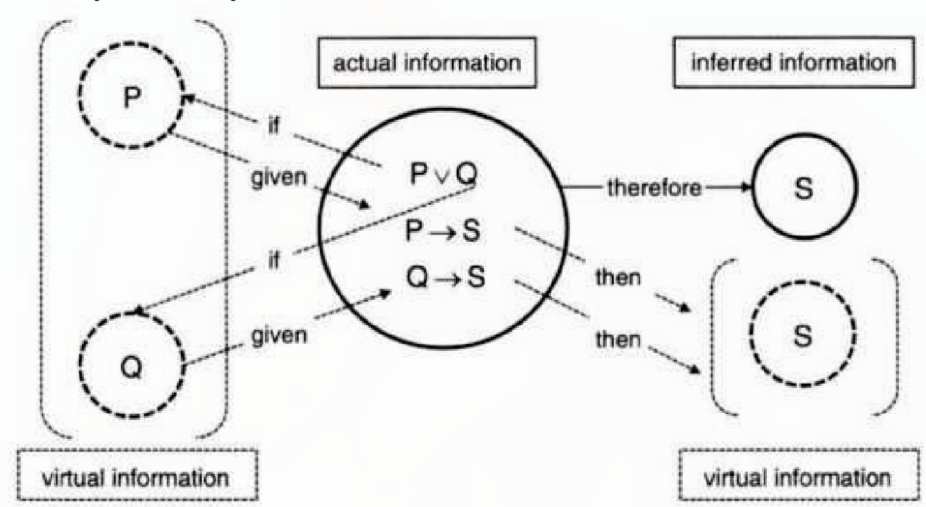 actual information
inferred information
P
if
given
P ∨ Q
P → S
Q → S
therefore
S
if
given
then
then
Q
S
virtual information
virtual information